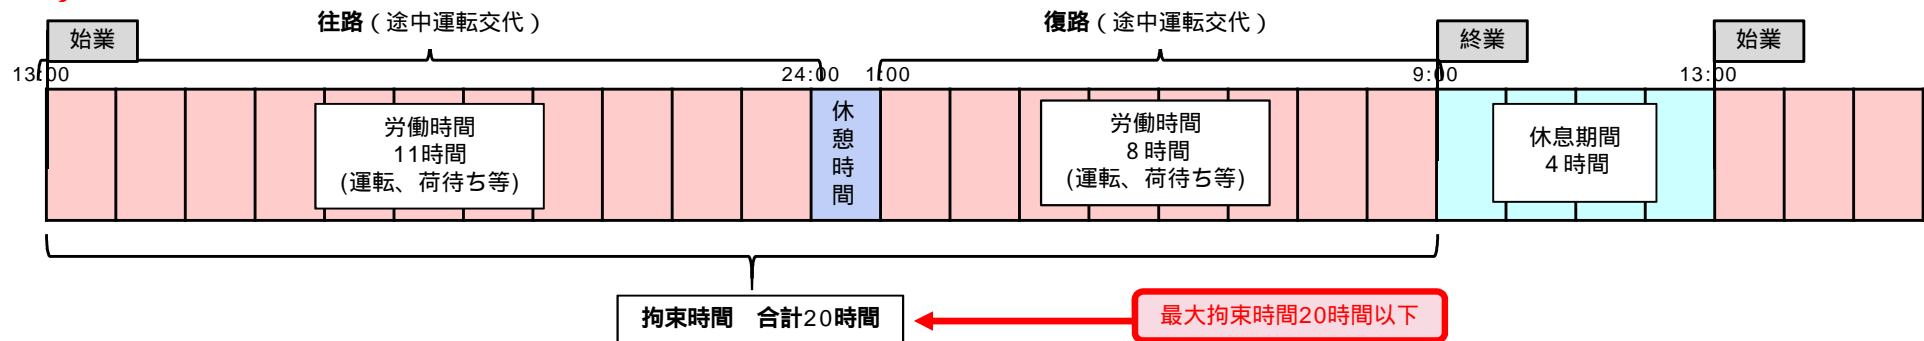 往路（途中運転交代）
復路（途中運転交代）
始業
終業
始業
13:00
24:00
1:00
9:00
13:00
労働時間
11時間
(運転、荷待ち等)
休憩時間
労働時間
８時間
(運転、荷待ち等)
休息期間
４時間
拘束時間　合計20時間
最大拘束時間20時間以下